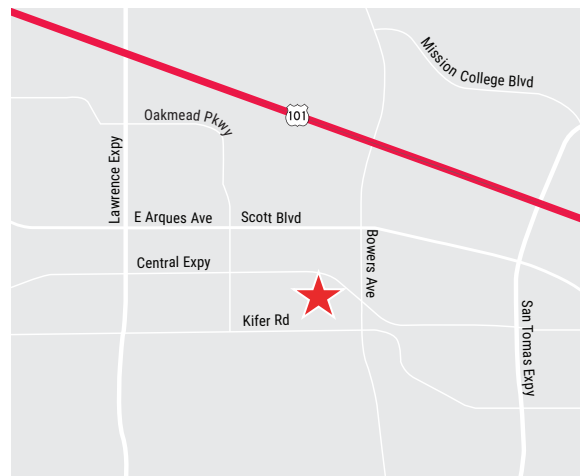 Mission College Blvd
101
Oakmead Pkwy
Lawrence Expy
E Arques Ave
Scott Blvd
Bowers Ave
Central Expy
Kifer Rd
San Tomas Expy